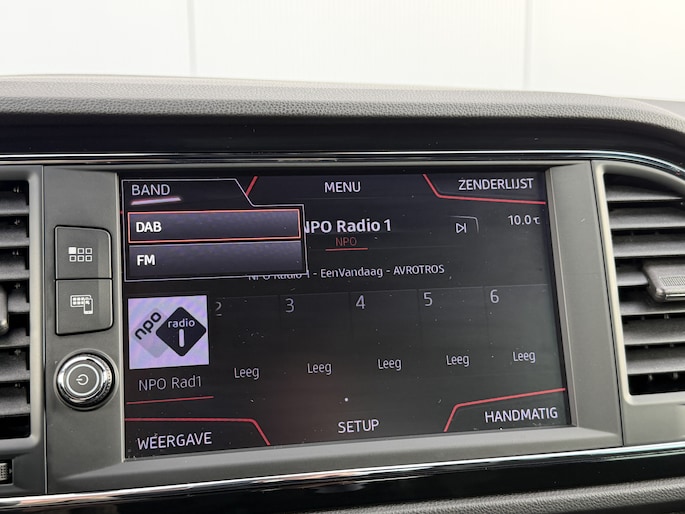 BAND
MENU
ZENDERLIJST
DAB
NPO Radio 1
10.0°C
NPO
FM
NPO Radio 1 - EenVandaag - AVROTROS
npo
radio
1
2
3
4
5
6
Leeg
Leeg
Leeg
Leeg
Leeg
NPO Rad1
WEERGAVE
SETUP
HANDMATIG